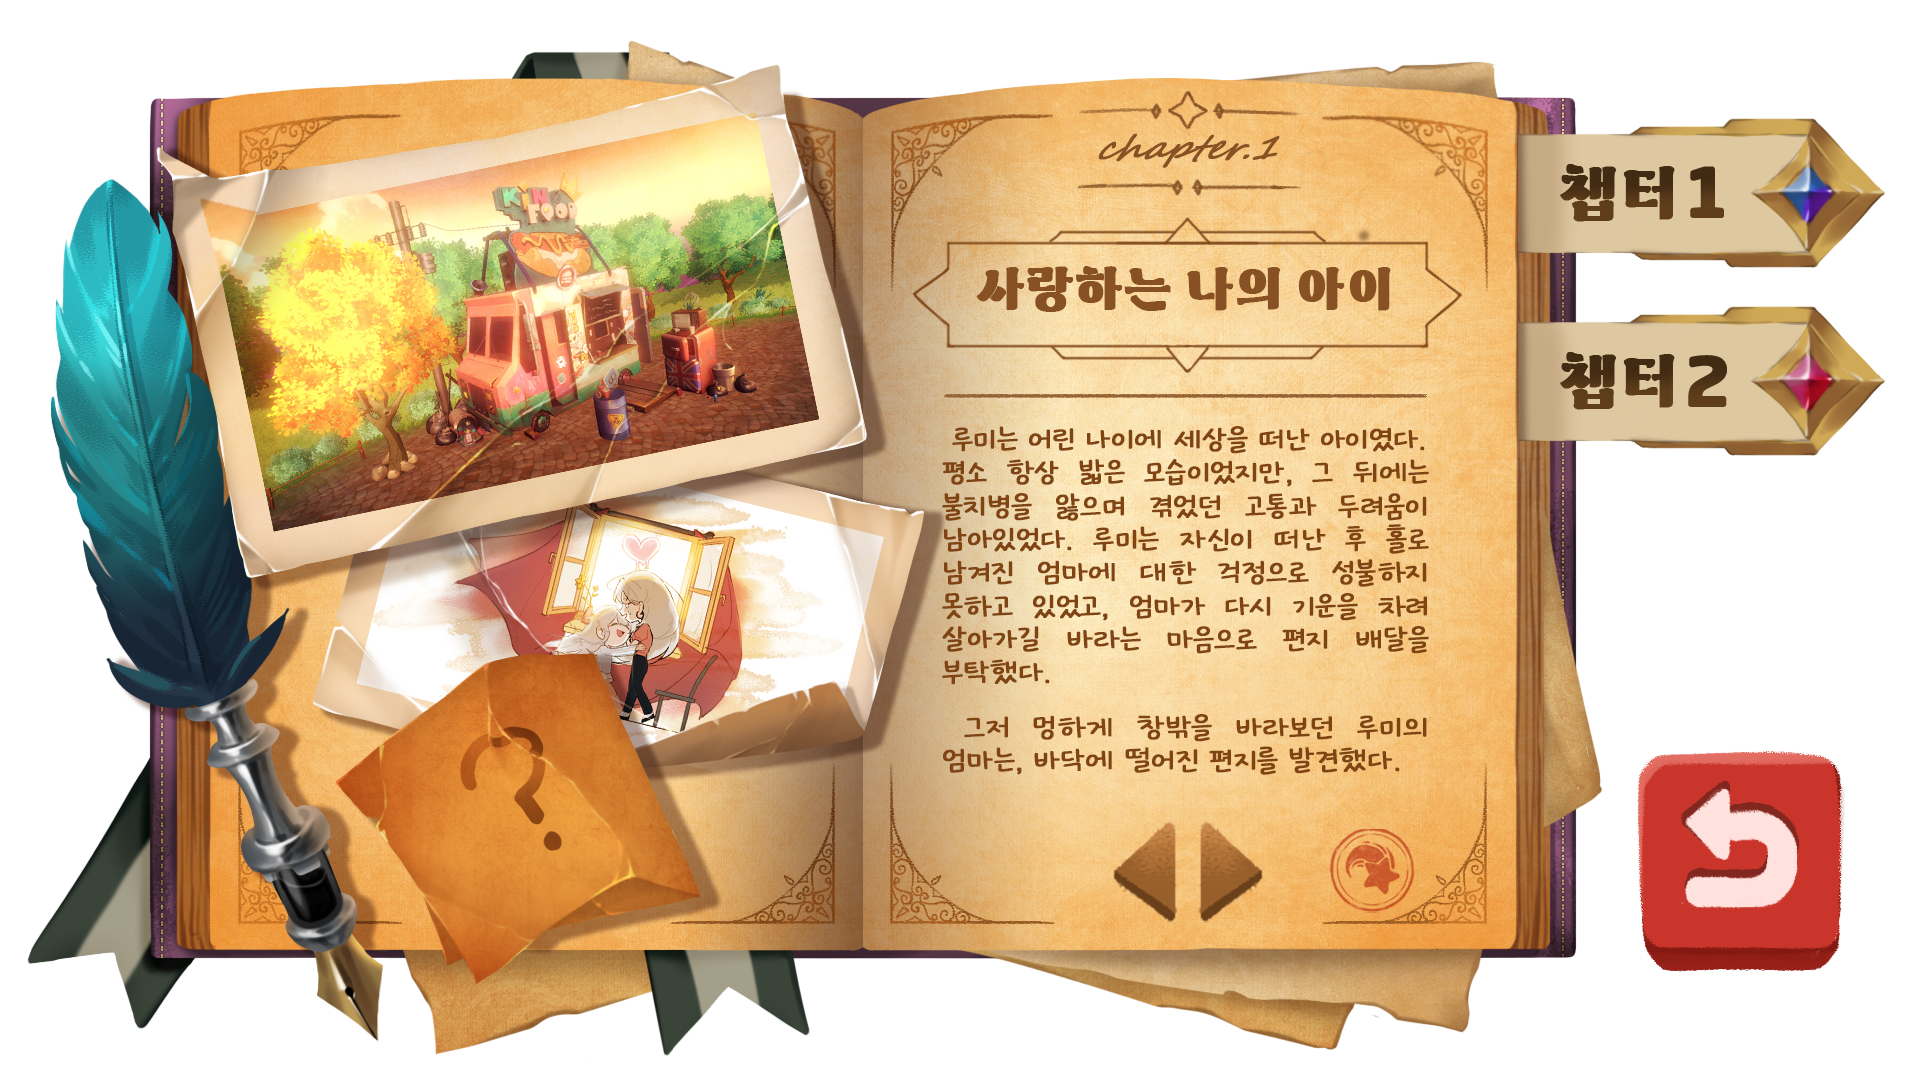 KiN
FOOD
?
chapter.1
사랑하는 나의 아이
루미는 어린 나이에 세상을 떠난 아이였다.
평소 항상 밟은 모습이었지만, 그 뒤에는
불치병을 앓으며 겪었던 고통과 두려움이
남아있었다. 루미는 자신이 떠난 후 홀로
남겨진 엄마에 대한 걱정으로 성불하지
못하고 있었고, 엄마가 다시 기운을 차려
살아가길 바라는 마음으로 편지 배달을
부탁했다.
그저 멍하게 창밖을 바라보던 루미의
엄마는, 바닥에 떨어진 편지를 발견했다.
챕터1
챕터2